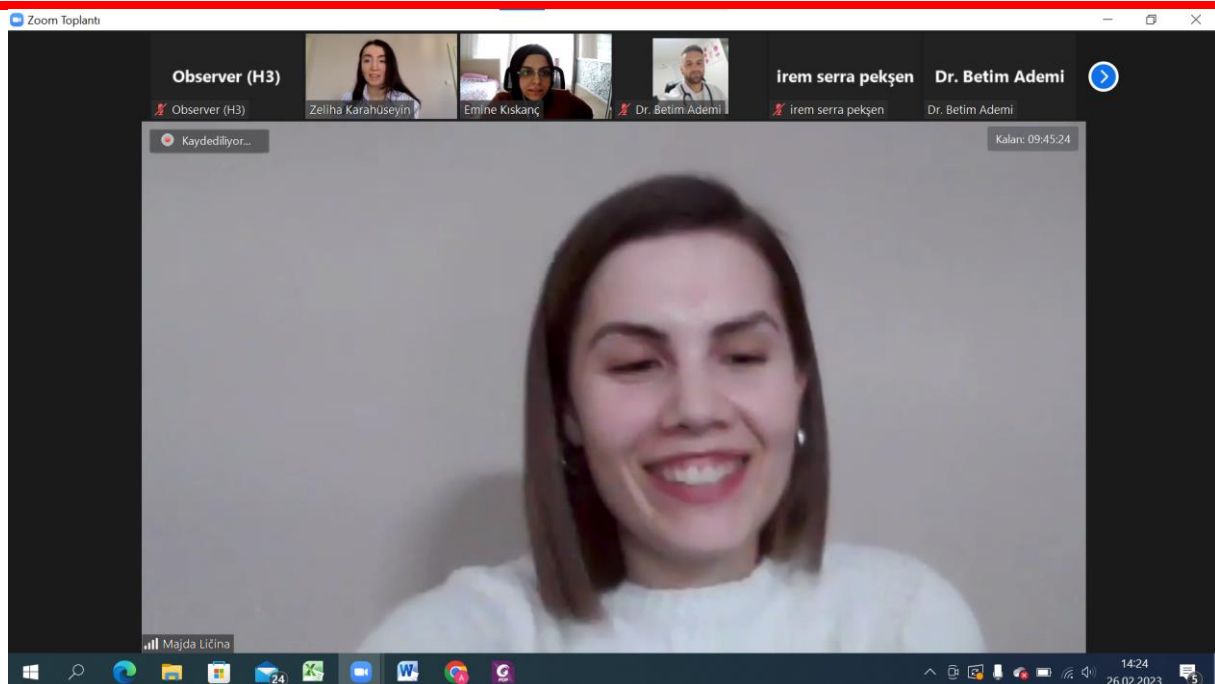 Zoom Toplantı
Observer (H3)
irem serra pekşen
Dr. Betim Ademi
Observer (H3)
Zeliha Karahüseyin
Emine Kıskanç
Dr. Betim Ademi
irem serra pekşen
Dr. Betim Ademi
Kaydediliyor...
Kalan: 09:45:24
Majda Ličina
24
W
PDF
14:24
26.02.2023
5